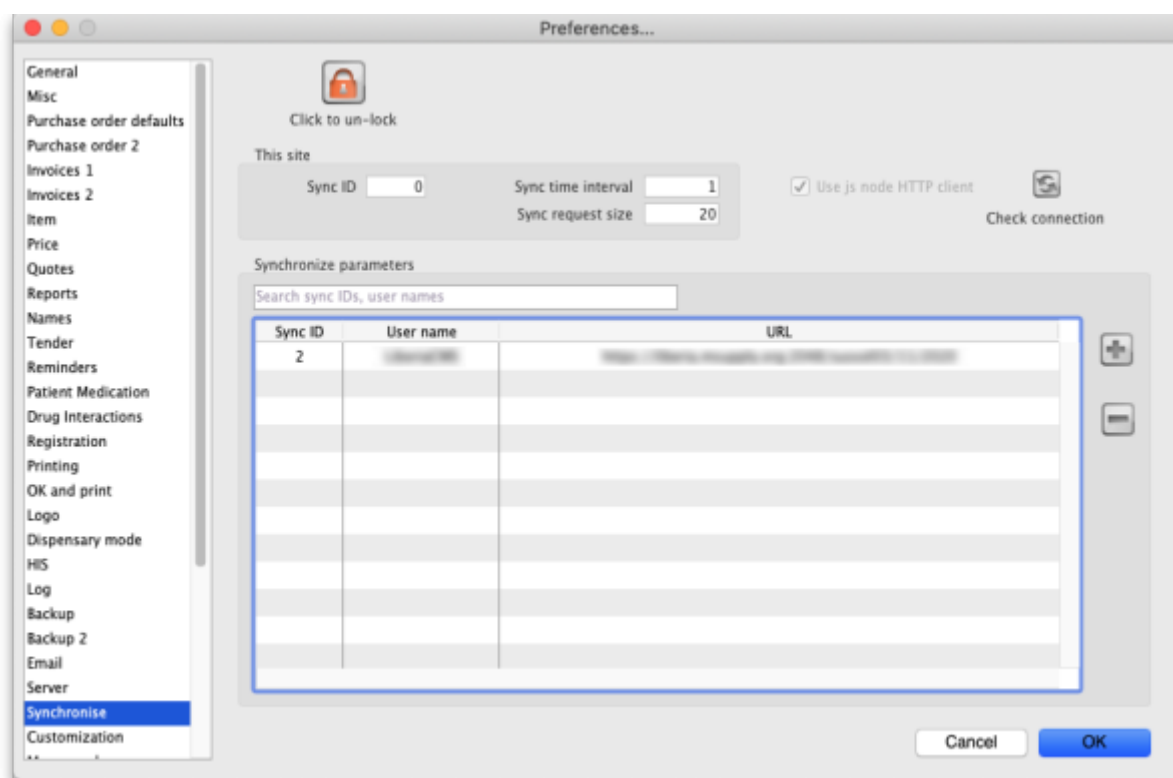 Preferences...
General
Misc
Purchase order defaults
Purchase order 2
Invoices 1
Invoices 2
Item
Price
Quotes
Reports
Names
Tender
Reminders
Patient Medication
Drug Interactions
Registration
Printing
OK and print
Logo
Dispensary mode
HIS
Log
Backup
Backup 2
Email
Server
Synchronise
Customization
Click to un-lock
This site
Sync ID 0
Sync time interval 1
Sync request size 20
Use js node HTTP client
Check connection
Synchronize parameters
Search sync IDs, user names
Sync ID User name URL
2
Cancel OK